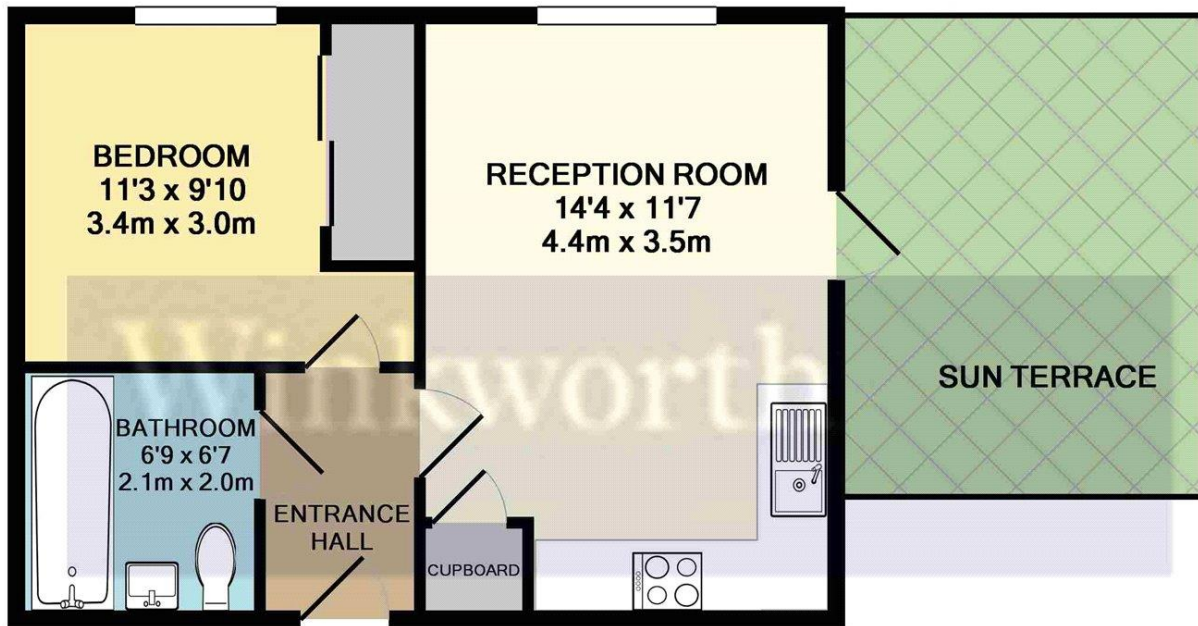 BEDROOM
11'3 x 9'10
3.4m x 3.0m
RECEPTION ROOM
14'4 x 11'7
4.4m x 3.5m
SUN TERRACE
Winkworth
BATHROOM
6'9 x 6'7
2.1m x 2.0m
ENTRANCE
HALL
CUPBOARD